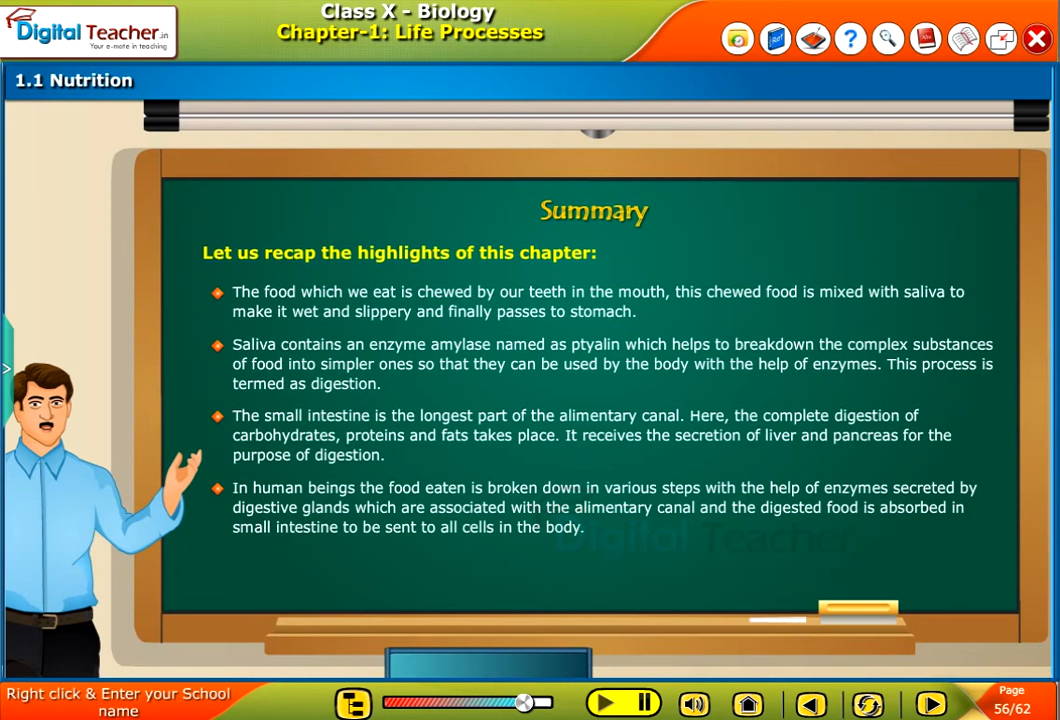 Digital Teacher.in
Your e-mate in teaching
Class X - Biology
Chapter-1: Life Processes
Ref
Abc
1.1 Nutrition
Summary
Let us recap the highlights of this chapter:
The food which we eat is chewed by our teeth in the mouth, this chewed food is mixed with saliva to
make it wet and slippery and finally passes to stomach.
Saliva contains an enzyme amylase named as ptyalin which helps to breakdown the complex substances
of food into simpler ones so that they can be used by the body with the help of enzymes. This process is
termed as digestion.
The small intestine is the longest part of the alimentary canal. Here, the complete digestion of
carbohydrates, proteins and fats takes place. It receives the secretion of liver and pancreas for the
purpose of digestion.
In human beings the food eaten is broken down in various steps with the help of enzymes secreted by
digestive glands which are associated with the alimentary canal and the digested food is absorbed in
small intestine to be sent to all cells in the body.
Digital Teacher
Right click & Enter your School
name
Page
56/62